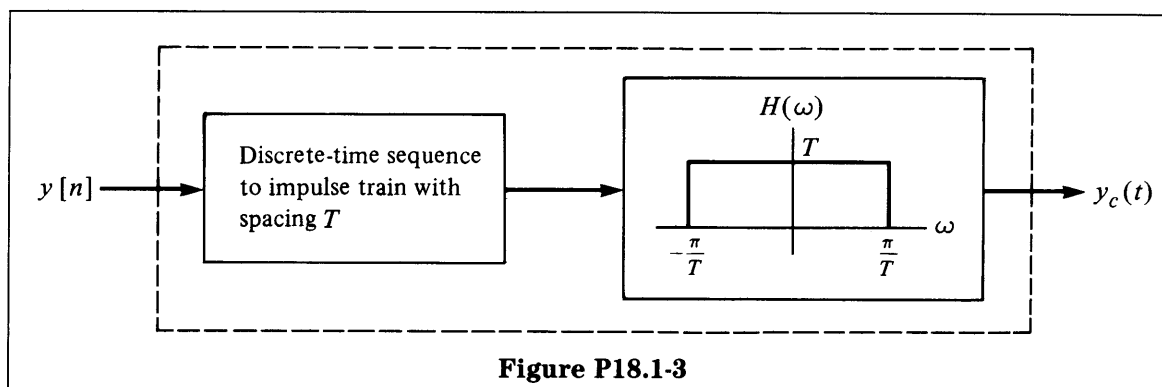 H(ω)
T
Discrete-time sequence
to impulse train with
spacing T
y[n]
y_c(t)
ω
-π/T
π/T
Figure P18.1-3